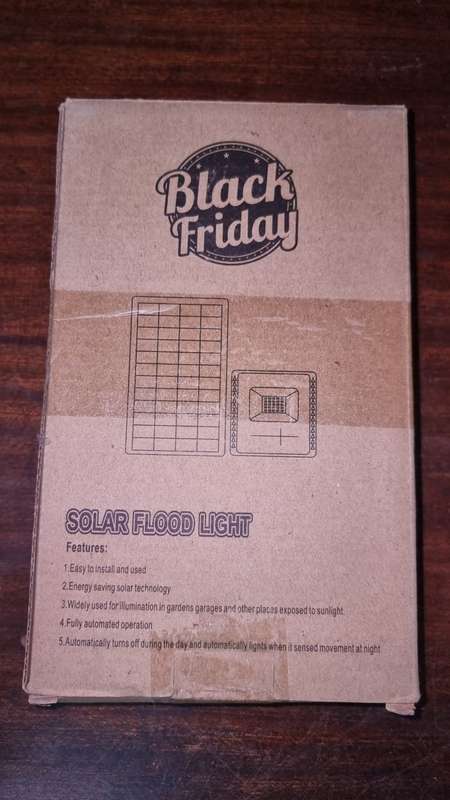 Black
Friday
SOLAR FLOOD LIGHT
Features:
1.Easy to install and used
2.Energy saving solar technology
3.Widely used for illumination in gardens garages and other places exposed to sunlight.
4.Fully automated operation
5.Automatically turns off during the day and automatically lights when it sensed movement at night